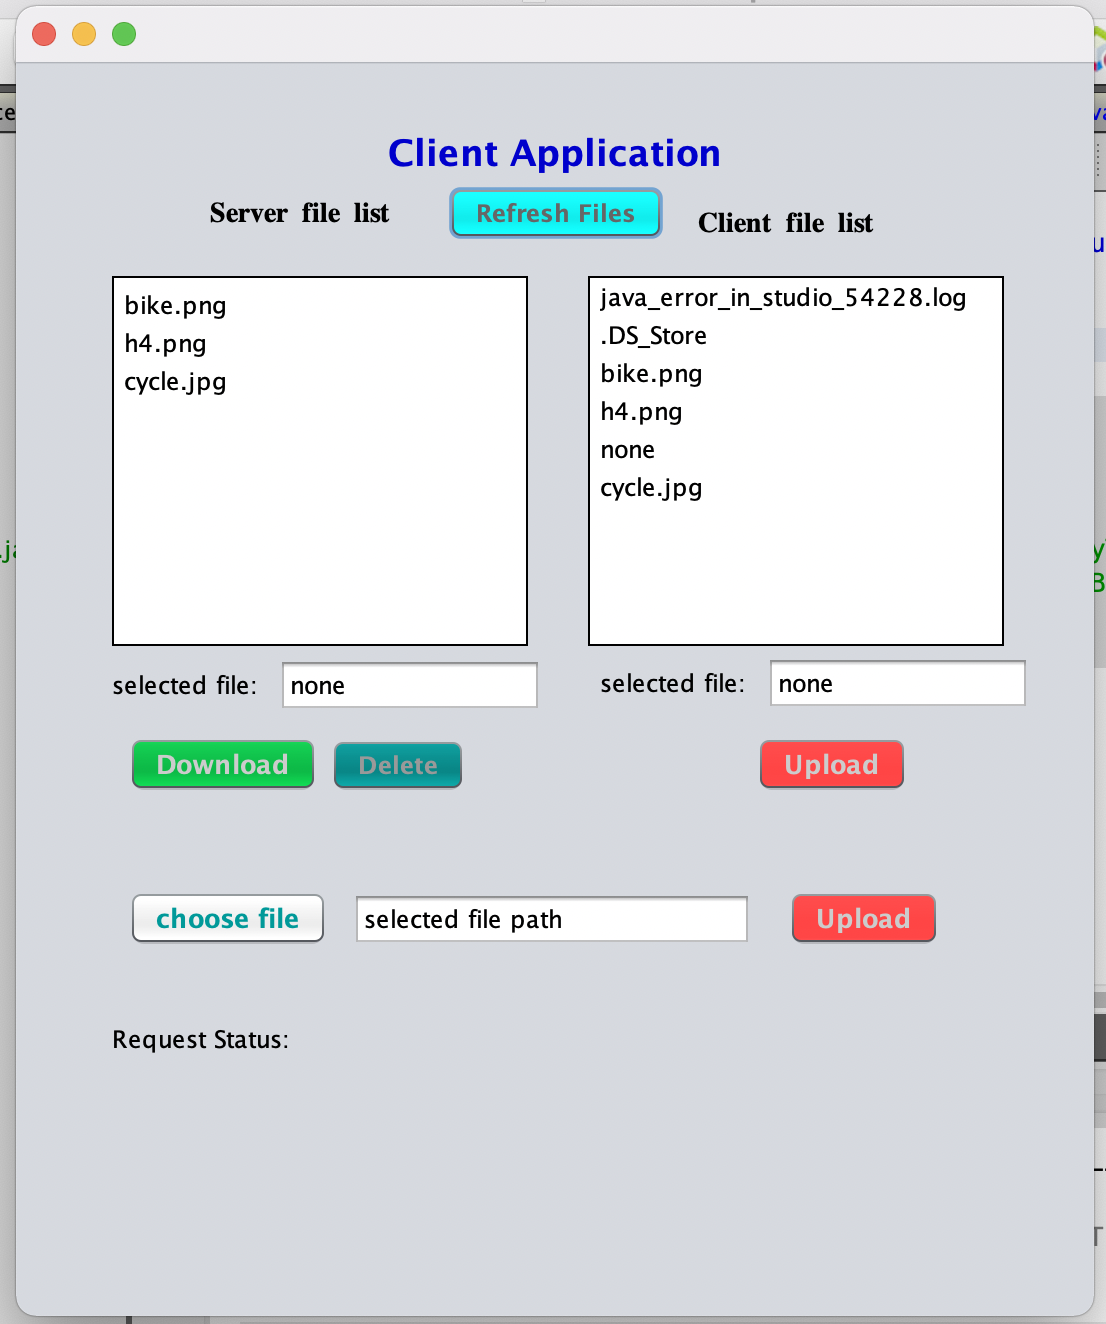 Client Application
Server file list
Refresh Files
Client file list
bike.png
h4.png
cycle.jpg
java_error_in_studio_54228.log
.DS_Store
bike.png
h4.png
none
cycle.jpg
selected file: none
selected file: none
Download Delete
Upload
choose file selected file path Upload
Request Status: